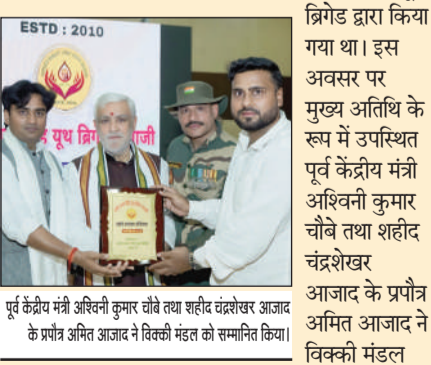 ESTD : 2010
यूथ ब्रि
पूर्व केंद्रीय मंत्री अश्विनी कुमार चौबे तथा शहीद चंद्रशेखर आजाद
के प्रपौत्र अमित आजाद ने विक्की मंडल को सम्मानित किया।
ब्रिगेड द्वारा किया
गया था। इस
अवसर पर
मुख्य अतिथि के
रूप में उपस्थित
पूर्व केंद्रीय मंत्री
अश्विनी कुमार
चौबे तथा शहीद
चंद्रशेखर
आजाद के प्रपौत्र
अमित आजाद ने
विक्की मंडल